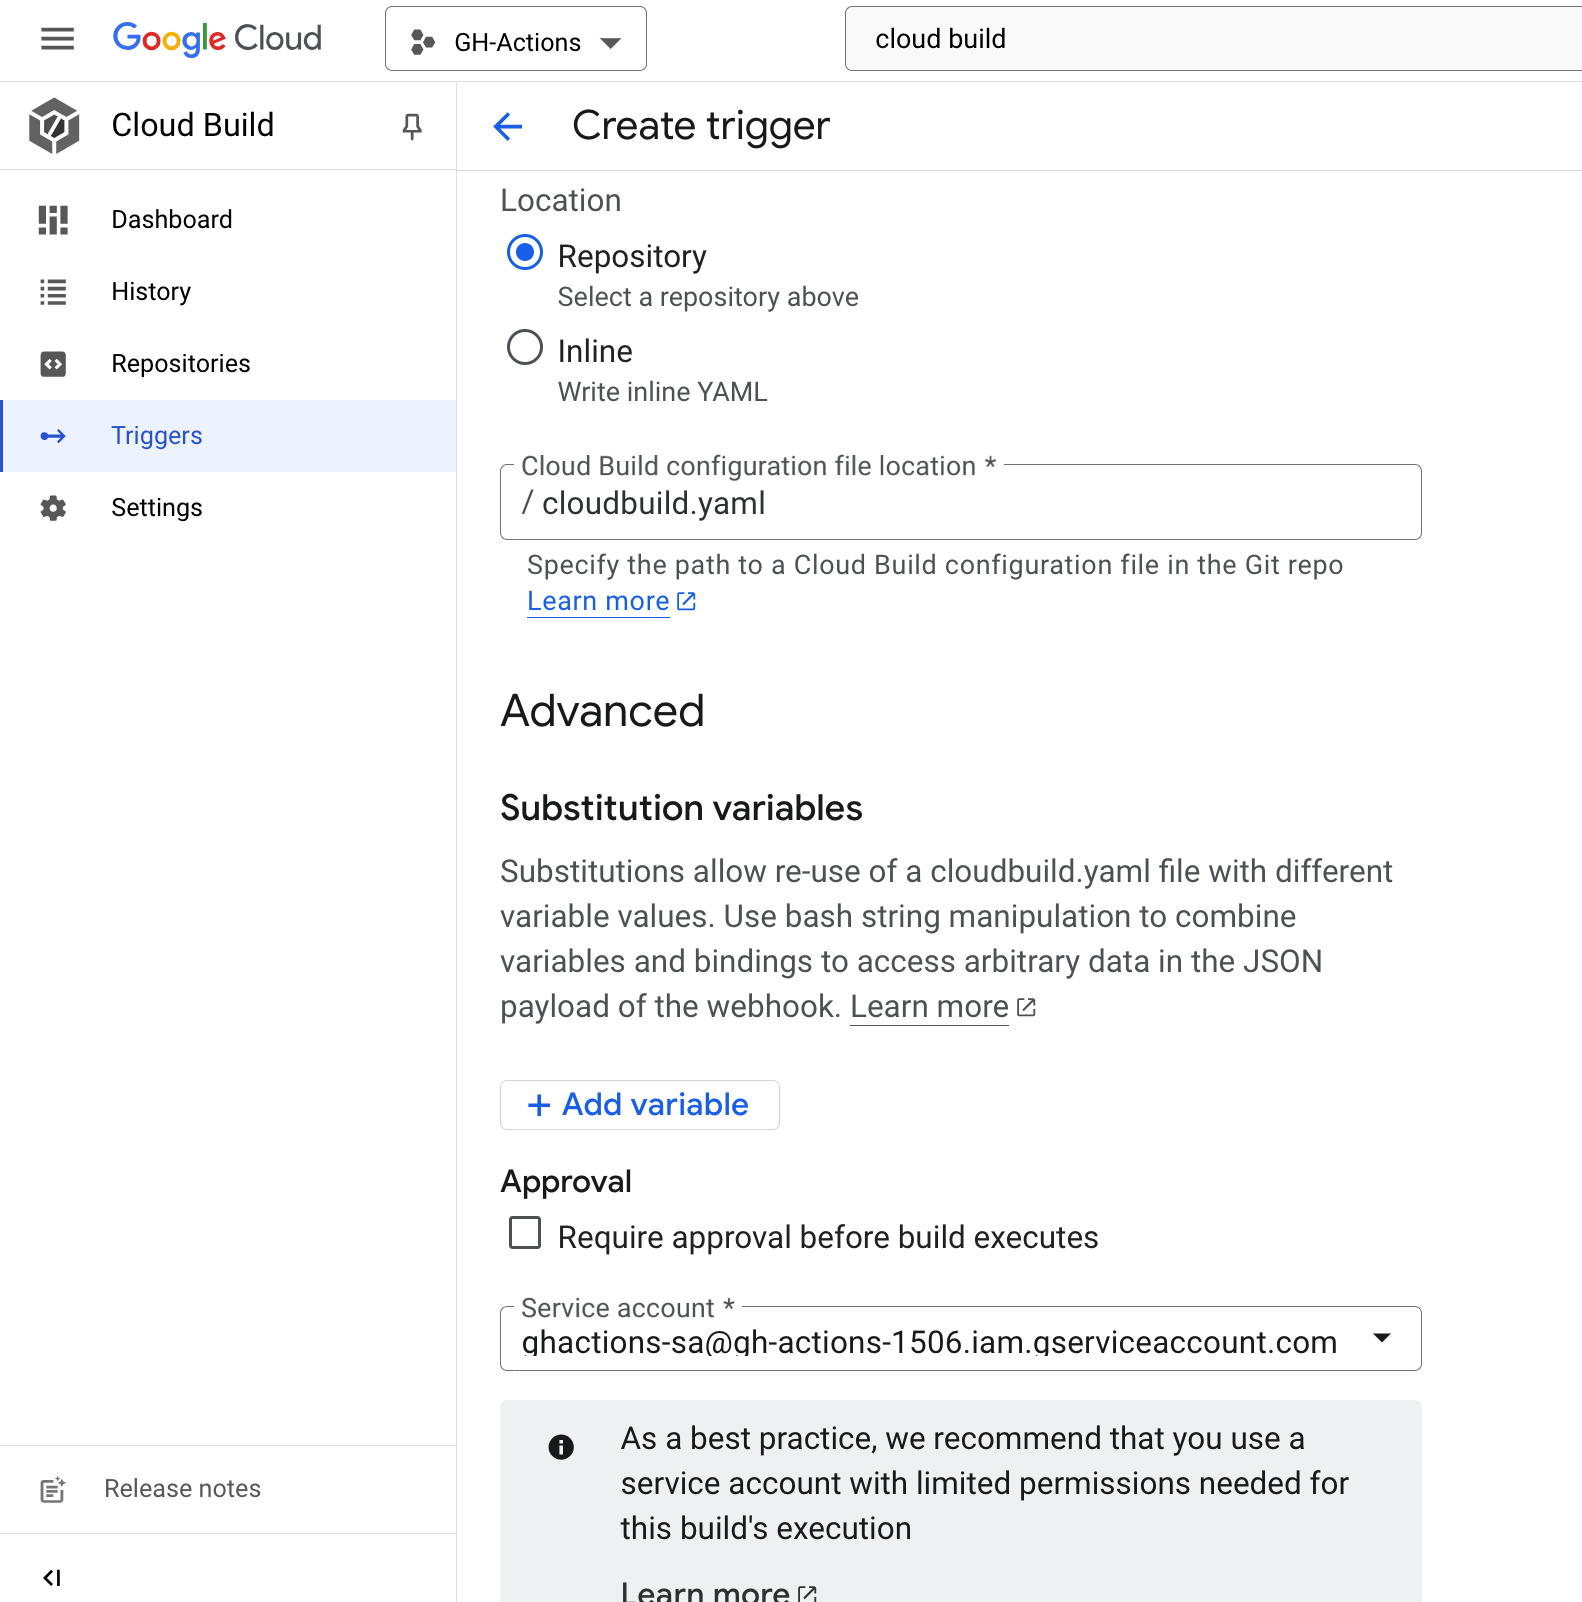 Google Cloud
GH-Actions
cloud build
Cloud Build
Create trigger
Dashboard
History
Repositories
Triggers
Settings
Release notes
Location
Repository
Select a repository above
Inline
Write inline YAML
Cloud Build configuration file location *
/ cloudbuild.yaml
Specify the path to a Cloud Build configuration file in the Git repo
Learn more
Advanced
Substitution variables
Substitutions allow re-use of a cloudbuild.yaml file with different
variable values. Use bash string manipulation to combine
variables and bindings to access arbitrary data in the JSON
payload of the webhook. Learn more
+ Add variable
Approval
Require approval before build executes
Service account *
ghactions-sa@gh-actions-1506.iam.gserviceaccount.com
As a best practice, we recommend that you use a
service account with limited permissions needed for
this build's execution
Learn more